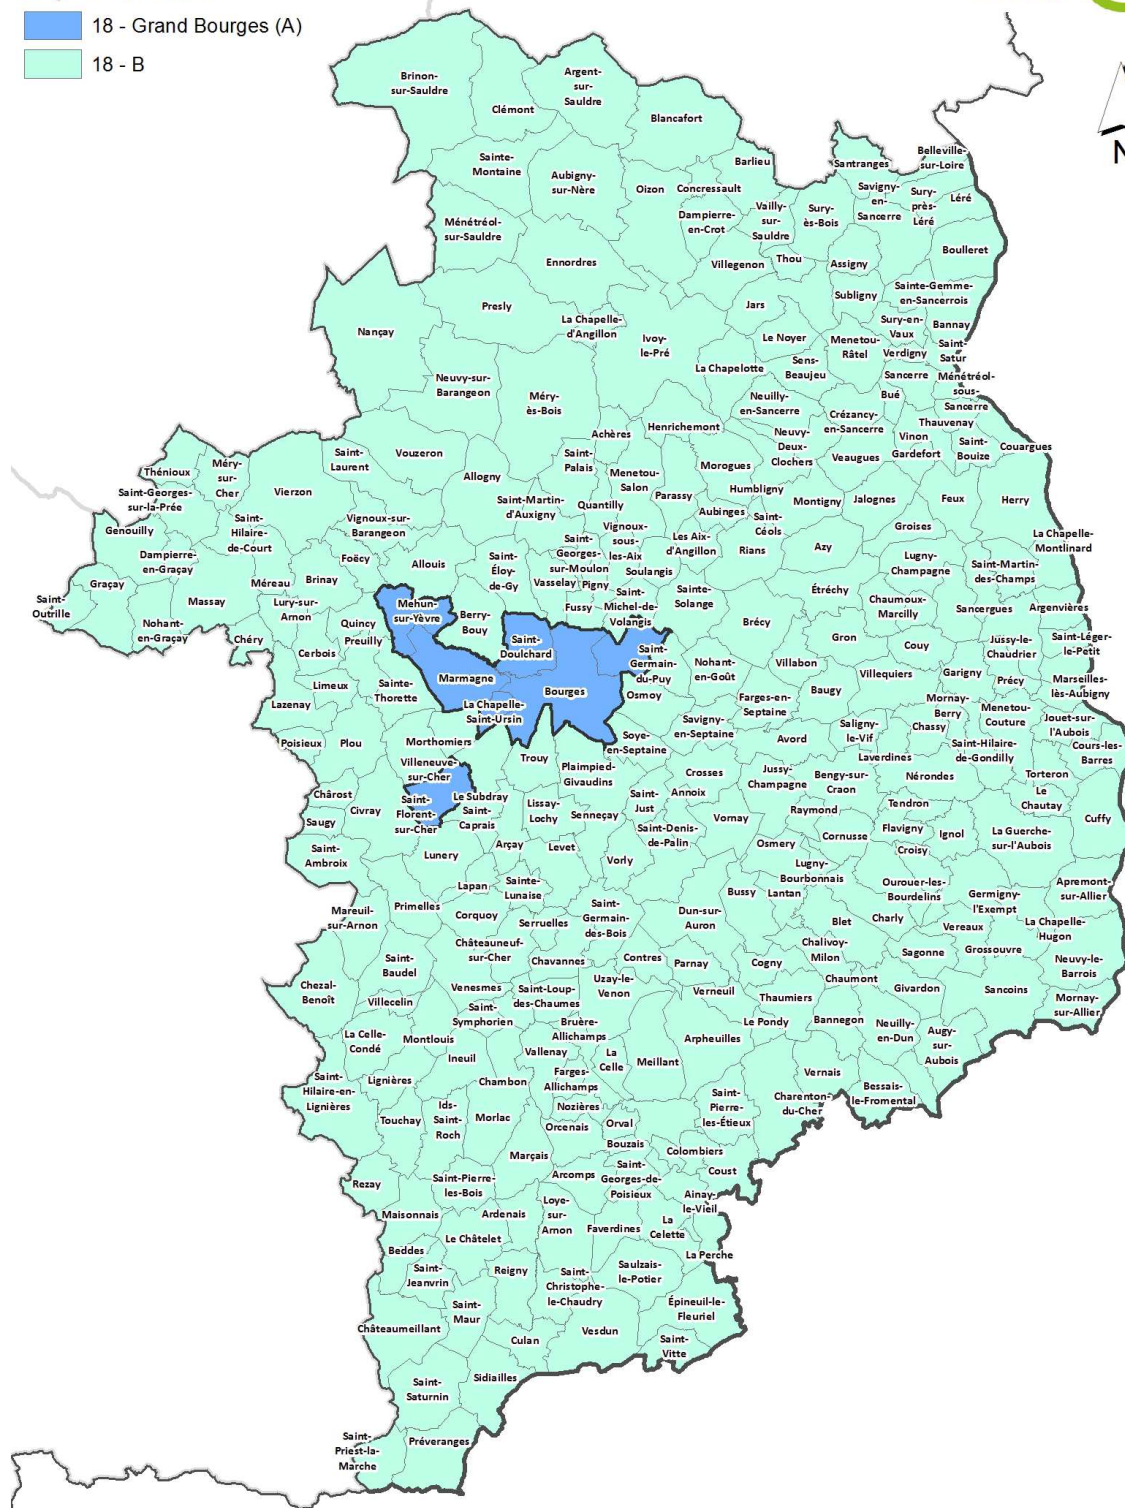 18 - Grand Bourges (A)
18 - B
N
Brinon-
sur-Sauldre
Clémont
Argent-
sur-
Sauldre
Blancafort
Sainte-
Montaine
Aubigny-
sur-Nère
Oizon
Concressault
Barlieu
Santranges
Belleville-
sur-Loire
Savigny-
en-
Sancerre
Sury-
près-
Léré
Léré
Dampierre-
en-Crot
Vailly-
sur-
Sauldre
Sury-
ès-Bois
Ménétréol-
sur-Sauldre
Ennordres
Villegenon
Thou
Assigny
Boulleret
Presly
Nançay
La Chapelle-
d'Angillon
Ivoy-
le-Pré
Jars
Subligny
Sainte-Gemme-
en-Sancerrois
Sury-en-
Vaux
Bannay
Le Noyer
Menetou-
Râtel
Verdigny
Saint-
Satur
La Chapelotte
Sens-
Beaujeu
Sancerre
Ménétréol-
sous-
Sancerre
Neuvy-sur-
Barangeon
Méry-
ès-Bois
Neuilly-
en-Sancerre
Bué
Crézancy-
en-Sancerre
Thauvenay
Achères
Henrichemont
Neuvy-
Deux-
Clochers
Vinon
Gardefort
Saint-
Bouize
Couargues
Veaugues
Saint-
Laurent
Vouzeron
Allogny
Saint-
Palais
Menetou-
Salon
Morogues
Humbligny
Parassy
Montigny
Jalognes
Feux
Herry
Thénioux
Méry-
sur-
Cher
Vierzon
Saint-Georges-
sur-la-Prée
Saint-Martin-
d'Auxigny
Quantilly
Aubinges
Saint-
Céols
Groises
Genouilly
Saint-
Hilaire-
de-Court
Vignoux-sur-
Barangeon
Vignoux-
sous-
les-Aix
Les Aix-
d'Angillon
Rians
Azy
La Chapelle-
Montlinard
Dampierre-
en-Graçay
Foëcy
Allouis
Saint-
Éloy-
de-Gy
Saint-
Georges-
sur-Moulon
Soulangis
Lugny-
Champagne
Saint-Martin-
des-Champs
Graçay
Méreau
Brinay
Vasselay
Pigny
Sainte-
Solange
Étréchy
Saint-
Outrille
Massay
Lury-sur-
Arnon
Mehun-
sur-Yèvre
Berry-
Bouy
Fussy
Saint-
Michel-de-
Volangis
Chaumoux-
Marcilly
Sancergues
Argenvières
Nohant-
en-Graçay
Chéry
Quincy
Preuilly
Brécy
Gron
Couy
Jussy-le-
Chaudrier
Saint-Léger-
le-Petit
Cerbois
Saint-
Doulchard
Saint-
Germain-
du-Puy
Nohant-
en-Goût
Villabon
Villequiers
Garigny
Précy
Marseilles-
lès-Aubigny
Limeux
Sainte-
Thorette
Marmagne
Bourges
Osmoy
Farges-en-
Septaine
Baugy
Mornay-
Berry
Lazenay
La Chapelle-
Saint-Ursin
Savigny-
en-Septaine
Saligny-
le-Vif
Chassy
Menetou-
Couture
Jouet-sur-
l'Aubois
Poisieux
Plou
Morthomiers
Soye-
en-Septaine
Avord
Laverdines
Saint-Hilaire-
de-Gondilly
Cours-les-
Barres
Trouy
Villeneuve-
sur-Cher
Plaimpied-
Givaudins
Crosses
Jussy-
Champagne
Bengy-sur-
Craon
Nérondes
Torteron
Chârost
Civray
Saint-
Florent-
sur-Cher
Le Subdray
Saint-
Caprais
Lissay-
Lochy
Senneçay
Saint-
Just
Annoix
Vornay
Raymond
Tendron
Le
Chautay
Cuffy
Saugy
Saint-Denis-
de-Palin
Osmery
Cornusse
Flavigny
Ignol
La Guerche-
sur-l'Aubois
Saint-
Ambroix
Lunery
Arçay
Levet
Vorly
Croisy
Lapan
Sainte-
Lunaise
Bussy
Lugny-
Bourbonnais
Lantan
Ourouer-les-
Bourdelins
Germigny-
l'Exempt
Apremont-
sur-Allier
Mareuil-
sur-Arnon
Primelles
Corquoy
Serruelles
Saint-
Germain-
des-Bois
Dun-sur-
Auron
Blet
Charly
Vereaux
La Chapelle-
Hugon
Châteauneuf-
sur-Cher
Chavannes
Contres
Parnay
Cogny
Chalivoy-
Milon
Sagonne
Grossouvre
Neuvy-le-
Barrois
Saint-
Baudel
Chezal-
Benoît
Villecelin
Venesmes
Saint-Loup-
des-Chaumes
Uzay-le-
Venon
Verneuil
Thaumiers
Chaumont
Givardon
Sancoins
Mornay-
sur-Allier
Saint-
Symphorien
Bruère-
Allichamps
Le Pondy
Bannegon
Neuilly-
en-Dun
Augy-
sur-
Aubois
La Celle-
Condé
Montlouis
Ineuil
Vallenay
La
Celle
Meillant
Arpheuilles
Farges-
Allichamps
Vernais
Bessais-
le-Fromental
Saint-
Hilaire-en-
Lignières
Lignières
Chambon
Nozières
Saint-
Pierre-
les-Étieux
Charenton-
du-Cher
Touchay
Ids-
Saint-
Roch
Morlac
Orcenais
Orval
Bouzais
Colombiers
Marçais
Coust
Rezay
Saint-Pierre-
les-Bois
Arcomps
Saint-
Georges-de-
Poisieux
Ainay-
le-Vieil
Maisonnais
Ardenais
Loye-
sur-
Arnon
Faverdines
La
Celette
Le Châtelet
Beddes
La Perche
Saint-
Jeanvrin
Reigny
Saint-
Christophe-
le-Chaudry
Saulzais-
le-Potier
Saint-
Maur
Épineuil-le-
Fleuriel
Châteaumeillant
Culan
Vesdun
Saint-
Vitte
Saint-
Saturnin
Sidiailles
Saint-
Priest-la-
Marche
Préveranges